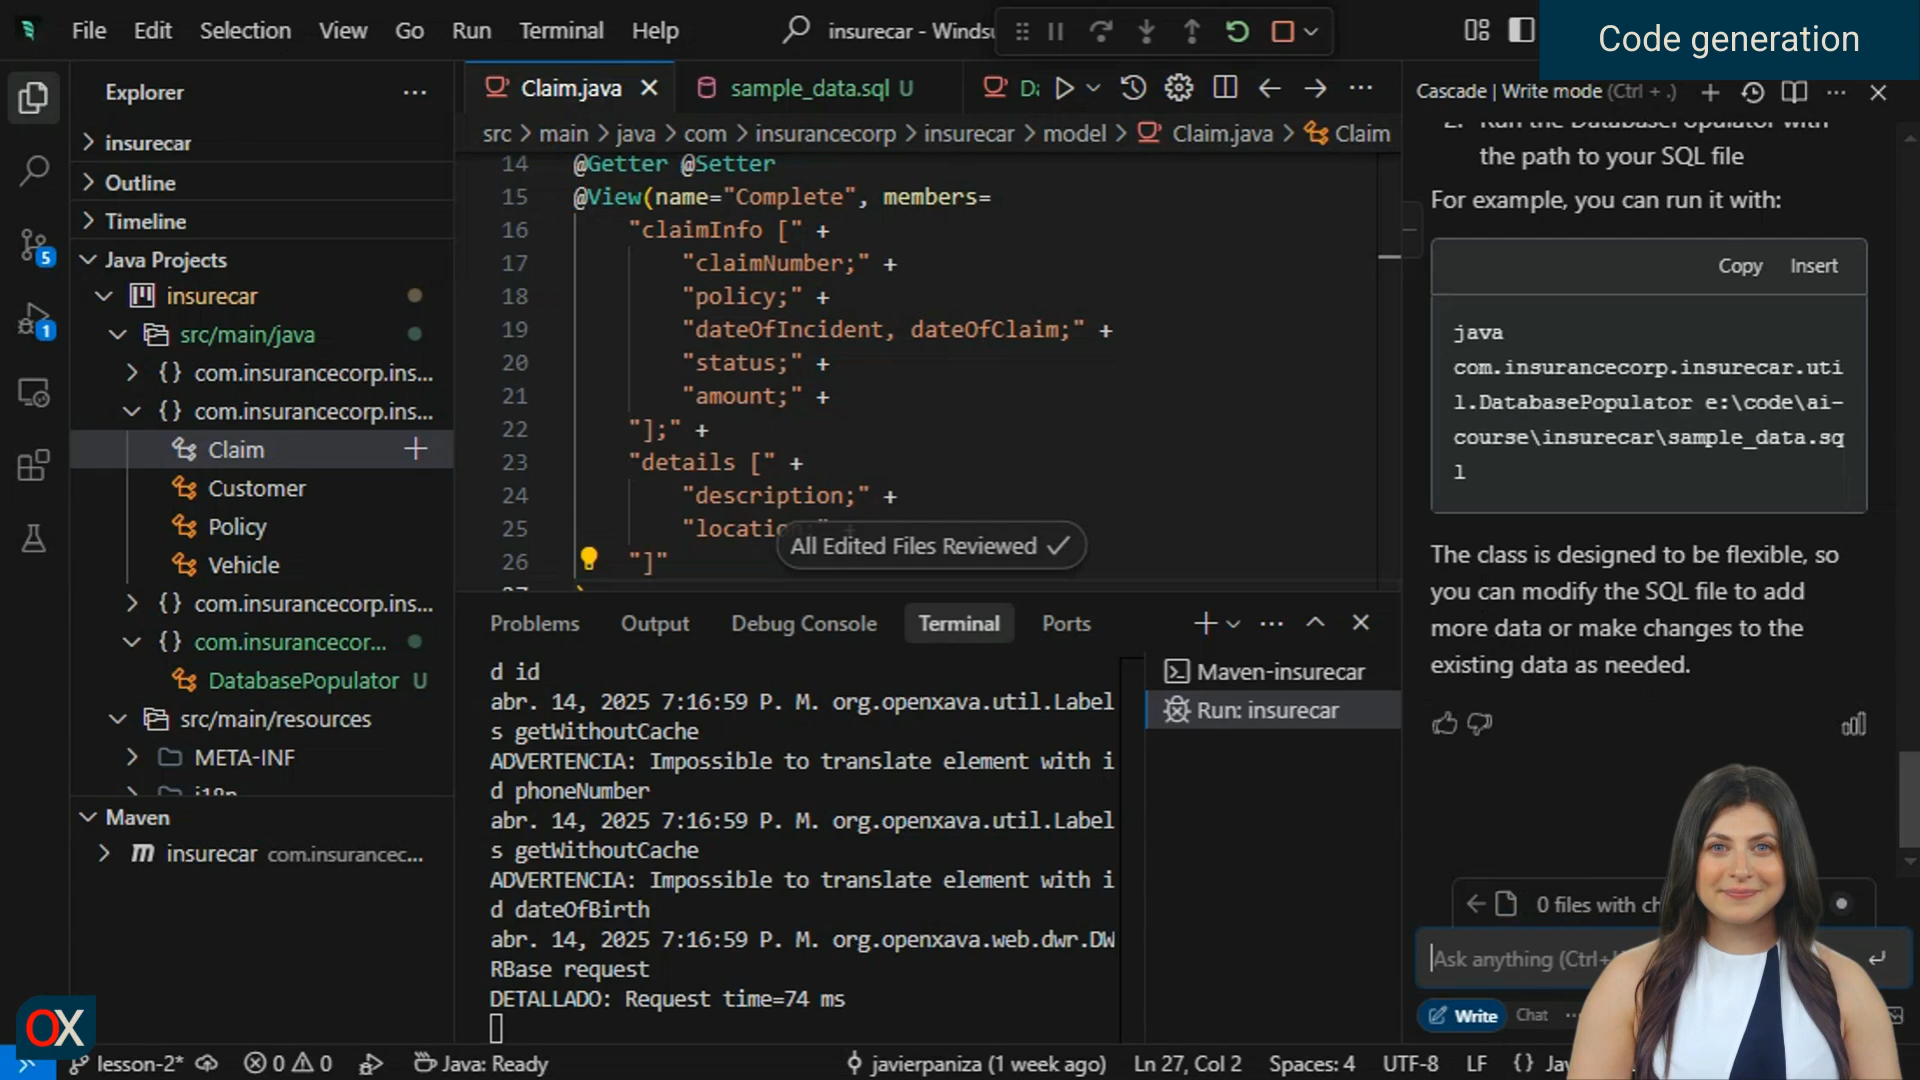 File Edit Selection View Go Run Terminal Help
insurecar - Windsu
Code generation
Explorer
insurecar
Outline
Timeline
Java Projects
insurecar
src/main/java
com.insurancecorp.ins...
com.insurancecorp.ins...
Claim
Customer
Policy
Vehicle
com.insurancecorp.ins...
com.insurancecor...
DatabasePopulator U
src/main/resources
META-INF
i18n
Maven
insurecar com.insurancec...
5
1
Claim.java
sample_data.sql U
src > main > java > com > insurancecorp > insurecar > model > Claim.java > Claim
14 @Getter @Setter
15 @View(name="Complete", members=
16 "claimInfo [" +
17 "claimNumber;" +
18 "policy;" +
19 "dateOfIncident, dateOfClaim;" +
20 "status;" +
21 "amount;" +
22 "];" +
23 "details [" +
24 "description;" +
25 "locatio
26 "]"
All Edited Files Reviewed
Problems Output Debug Console Terminal Ports
d id
abr. 14, 2025 7:16:59 P. M. org.openxava.util.Label
s getWithoutCache
ADVERTENCIA: Impossible to translate element with i
d phoneNumber
abr. 14, 2025 7:16:59 P. M. org.openxava.util.Label
s getWithoutCache
ADVERTENCIA: Impossible to translate element with i
d dateOfBirth
abr. 14, 2025 7:16:59 P. M. org.openxava.web.dwr.DW
RBase request
DETALLADO: Request time=74 ms
Maven-insurecar
Run: insurecar
Cascade | Write mode (Ctrl + .)
2. Run the DatabasePopulator with
the path to your SQL file
For example, you can run it with:
Copy Insert
java
com.insurancecorp.insurecar.uti
l.DatabasePopulator e:\code\ai-
course\insurecar\sample_data.sq
l
The class is designed to be flexible, so
you can modify the SQL file to add
more data or make changes to the
existing data as needed.
0 files with ch
Ask anything (Ctrl+
Write Chat
OX
lesson-2* 0 0 Java: Ready
javierpaniza (1 week ago) Ln 27, Col 2 Spaces: 4 UTF-8 LF {}